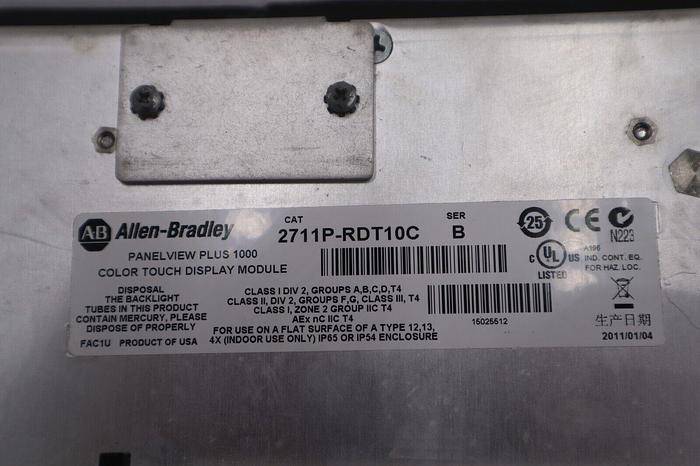 AB Allen-Bradley
CAT
2711P-RDT10C
SER
B
25
CE
N223
PANELVIEW PLUS 1000
COLOR TOUCH DISPLAY MODULE
C UL
LISTED
A196
IND. CONT. EQ.
FOR HAZ. LOC.
DISPOSAL
THE BACKLIGHT
TUBES IN THIS PRODUCT
CONTAIN MERCURY, PLEASE
DISPOSE OF PROPERLY
FAC1U PRODUCT OF USA
CLASS I DIV 2, GROUPS A,B,C,D,T4
CLASS II, DIV 2, GROUPS F,G, CLASS III, T4
CLASS I, ZONE 2 GROUP IIC T4
AEx nC IIC T4
FOR USE ON A FLAT SURFACE OF A TYPE 12,13,
4X (INDOOR USE ONLY) IP65 OR IP54 ENCLOSURE
15025512
生产日期
2011/01/04